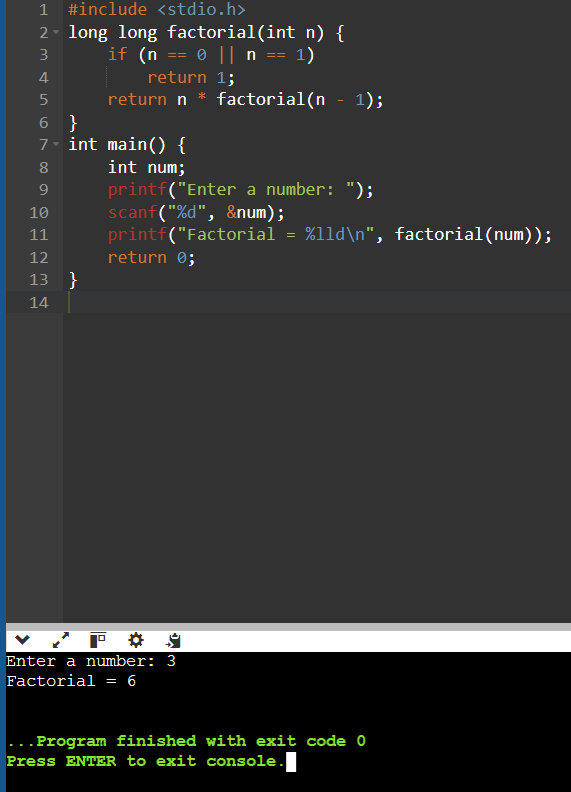 1 #include <stdio.h>
2 long long factorial(int n) {
3     if (n == 0 || n == 1)
4         return 1;
5     return n * factorial(n - 1);
6 }
7 int main() {
8     int num;
9     printf("Enter a number: ");
10     scanf("%d", &num);
11     printf("Factorial = %lld\n", factorial(num));
12     return 0;
13 }
14
Enter a number: 3
Factorial = 6
...Program finished with exit code 0
Press ENTER to exit console.